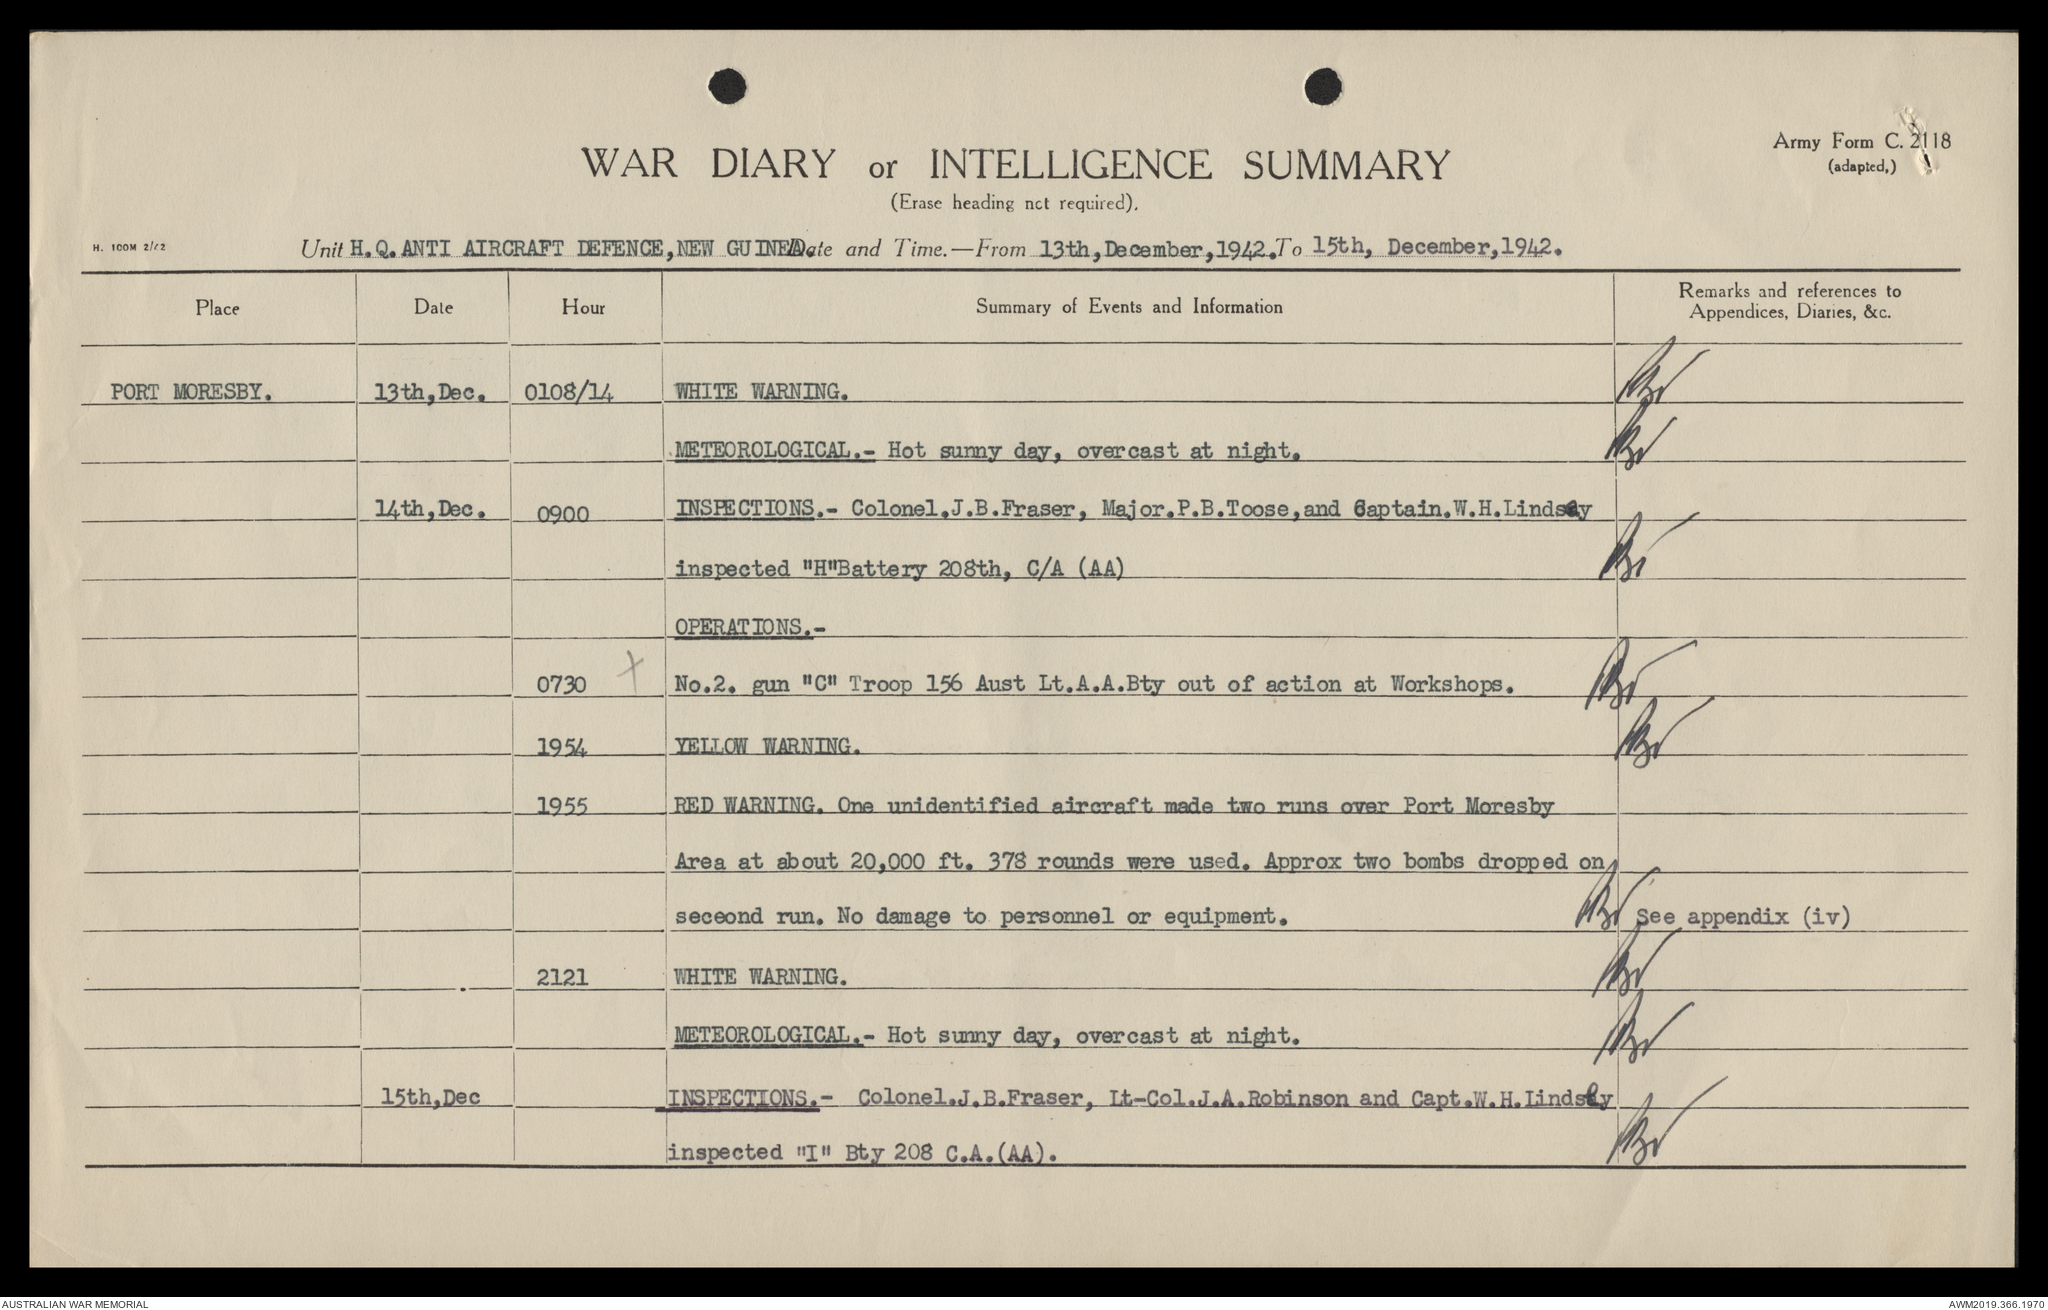 Army Form C. 2118
(adapted,)
WAR DIARY or INTELLIGENCE SUMMARY
(Erase heading not required).
H. 100M 2/42
Unit H.Q.ANTI AIRCRAFT DEFENCE,NEW GUINEA. Date and Time.—From 13th,December,1942. To 15th, December,1942.
Place Date Hour Summary of Events and Information Remarks and references to
Appendices, Diaries, &c.
PORT MORESBY. 13th,Dec. 0108/14 WHITE WARNING.
METEOROLOGICAL.- Hot sunny day, overcast at night.
14th,Dec. 0900 INSPECTIONS.- Colonel.J.B.Fraser, Major.P.B.Toose,and Captain.W.H.Lindsey
inspected "H"Battery 208th, C/A (AA)
OPERATIONS.-
0730 No.2. gun "C" Troop 156 Aust Lt.A.A.Bty out of action at Workshops.
1954 YELLOW WARNING.
1955 RED WARNING. One unidentified aircraft made two runs over Port Moresby
Area at about 20,000 ft. 378 rounds were used. Approx two bombs dropped on
seceond run. No damage to personnel or equipment. See appendix (iv)
2121 WHITE WARNING.
METEOROLOGICAL.- Hot sunny day, overcast at night.
15th,Dec INSPECTIONS.- Colonel.J.B.Fraser, Lt-Col.J.A.Robinson and Capt.W.H.Lindsey
inspected "I" Bty 208 C.A.(AA).
AUSTRALIAN WAR MEMORIAL AWM2019.366.1970